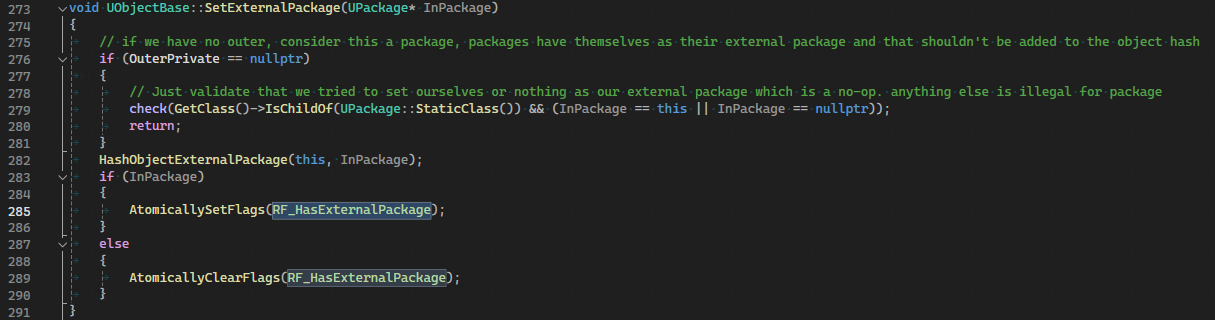 273 void UObjectBase::SetExternalPackage(UPackage* InPackage)
274 {
275 // if we have no outer, consider this a package, packages have themselves as their external package and that shouldn't be added to the object hash
276 if (OuterPrivate == nullptr)
277 {
278 // Just validate that we tried to set ourselves or nothing as our external package which is a no-op. anything else is illegal for package
279 check(GetClass()->IsChildOf(UPackage::StaticClass()) && (InPackage == this || InPackage == nullptr));
280 return;
281 }
282 HashObjectExternalPackage(this, InPackage);
283 if (InPackage)
284 {
285 AtomicallySetFlags(RF_HasExternalPackage);
286 }
287 else
288 {
289 AtomicallyClearFlags(RF_HasExternalPackage);
290 }
291 }